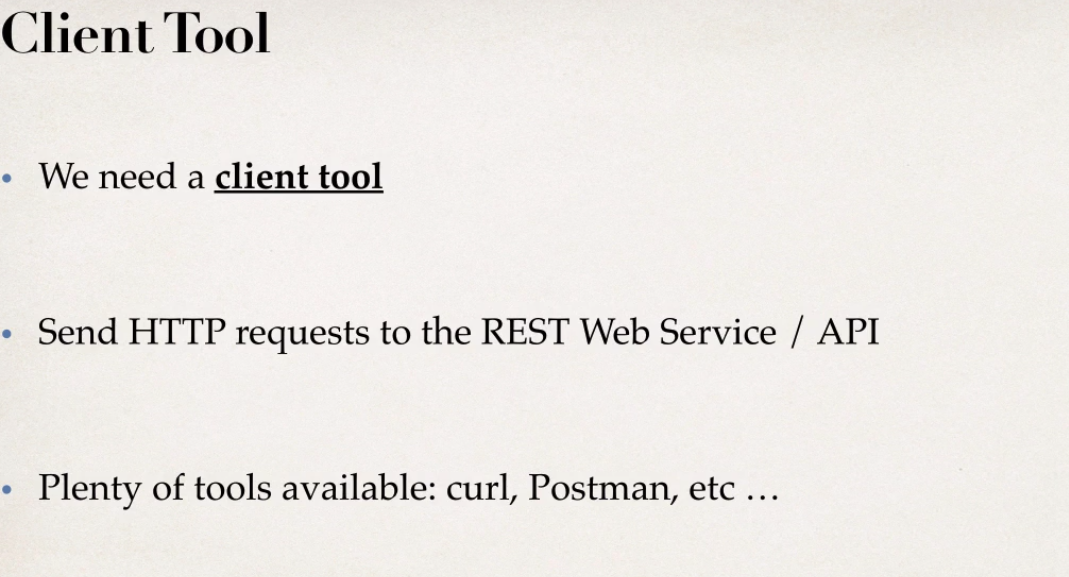 Client Tool
• We need a client tool
• Send HTTP requests to the REST Web Service / API
• Plenty of tools available: curl, Postman, etc …